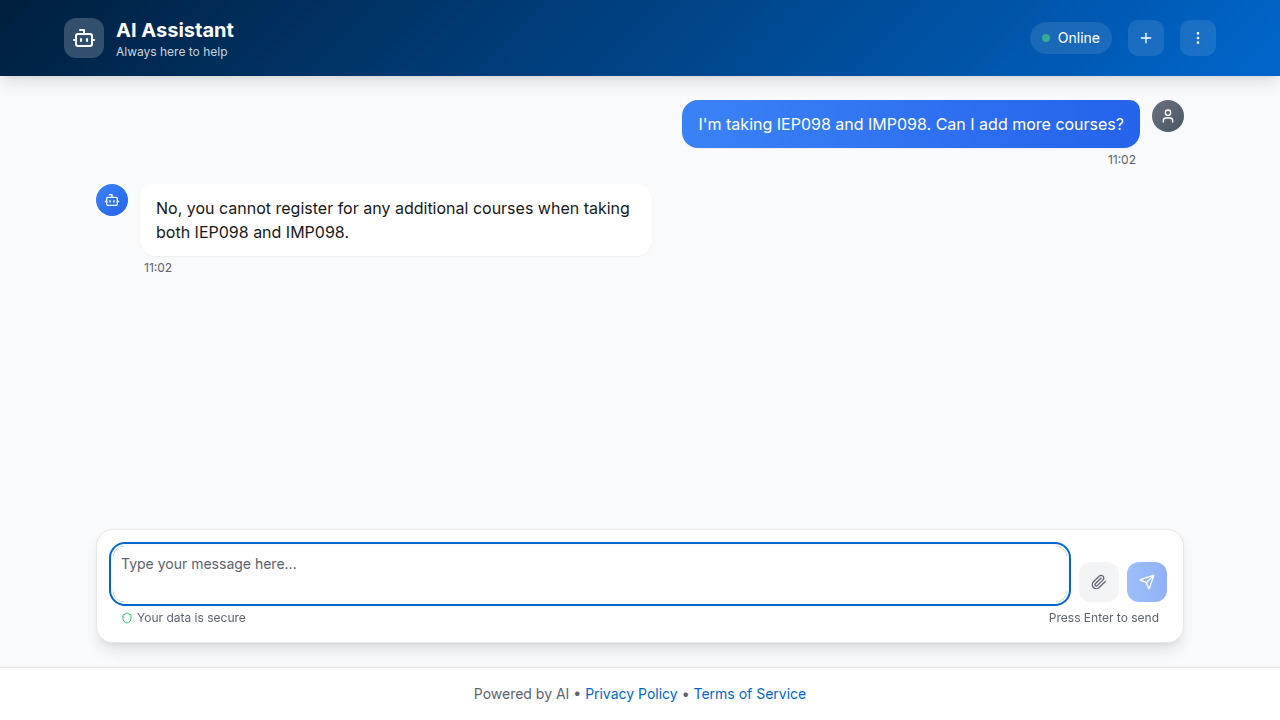 AI Assistant
Always here to help
Online
I'm taking IEP098 and IMP098. Can I add more courses?
11:02
No, you cannot register for any additional courses when taking
both IEP098 and IMP098.
11:02
Type your message here...
Your data is secure
Press Enter to send
Powered by AI • Privacy Policy • Terms of Service